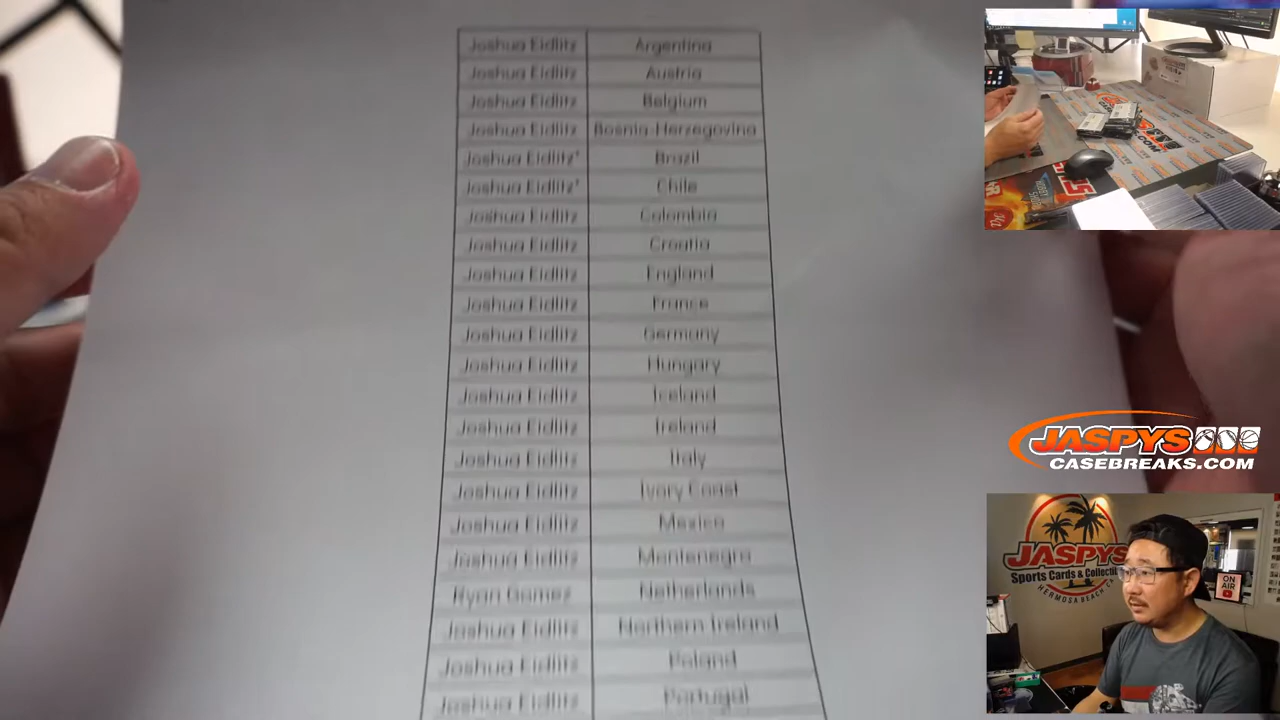 Joshua Eidlitz Argentina
Joshua Eidlitz Austria
Joshua Eidlitz Belgium
Joshua Eidlitz Bosnia-Herzegovina
Joshua Eidlitz* Brazil
Joshua Eidlitz* Chile
Joshua Eidlitz Colombia
Joshua Eidlitz Croatia
Joshua Eidlitz England
Joshua Eidlitz France
Joshua Eidlitz Germany
Joshua Eidlitz Hungary
Joshua Eidlitz Iceland
Joshua Eidlitz Ireland
Joshua Eidlitz Italy
Joshua Eidlitz Ivory Coast
Joshua Eidlitz Mexico
Joshua Eidlitz Montenegro
Ryan Gomez Netherlands
Joshua Eidlitz Northern Ireland
Joshua Eidlitz Poland
Joshua Eidlitz Portugal
JASPYS
CASEBREAKS.COM
JASPYS
Sports Cards & Collectibl
HERMOSA BEACH CA
ON
AIR